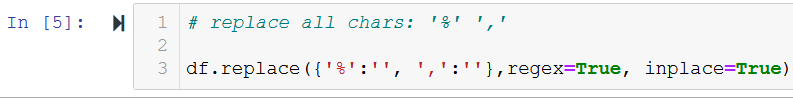 In [5]:
1 # replace all chars: '%' ','
2
3 df.replace({'%':'', ',':''},regex=True, inplace=True)